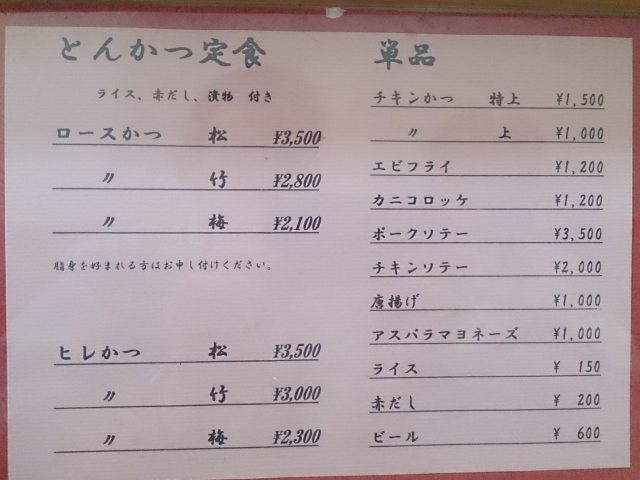 とんかつ定食
ライス、赤だし、漬物 付き
ロースかつ 松 ¥3,500
〃 竹 ¥2,800
〃 梅 ¥2,100
脂身を好まれる方はお申し付けください。
ヒレかつ 松 ¥3,500
〃 竹 ¥3,000
〃 梅 ¥2,300
単品
チキンかつ 特上 ¥1,500
〃 上 ¥1,000
エビフライ ¥1,200
カニコロッケ ¥1,200
ポークソテー ¥3,500
チキンソテー ¥2,000
唐揚げ ¥1,000
アスパラマヨネーズ ¥1,000
ライス ¥ 150
赤だし ¥ 200
ビール ¥ 600